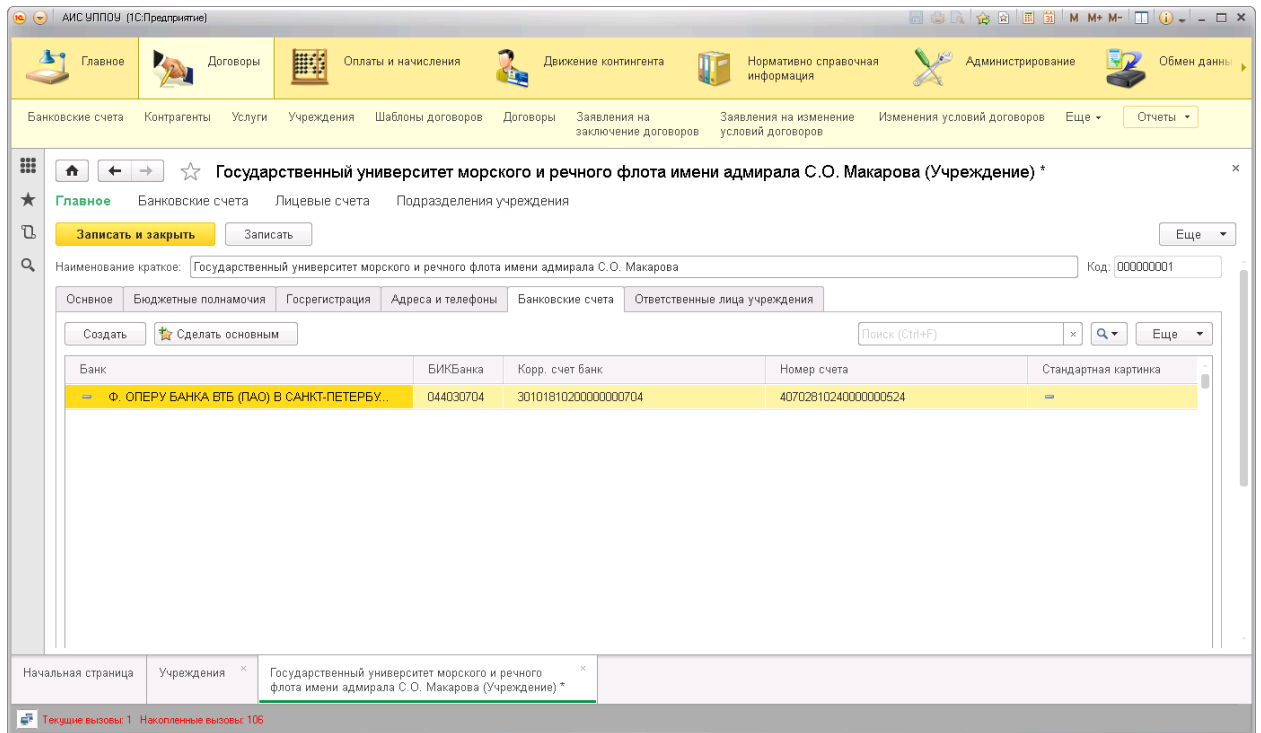 АИС УППОУ (1С:Предприятие)
M M+ M-
Главное
Договоры
Оплаты и начисления
Движение контингента
Нормативно справочная
информация
Администрирование
Обмен данны
Банковские счета
Контрагенты
Услуги
Учреждения
Шаблоны договоров
Договоры
Заявления на
заключение договоров
Заявления на изменение
условий договоров
Изменения условий договоров
Еще
Отчеты
Государственный университет морского и речного флота имени адмирала С.О. Макарова (Учреждение) *
Главное
Банковские счета
Лицевые счета
Подразделения учреждения
Записать и закрыть
Записать
Еще
Наименование краткое: Государственный университет морского и речного флота имени адмирала С.О. Макарова
Код: 000000001
Оснвное
Бюджетные полнамочия
Госрегистрация
Адреса и телефоны
Банковские счета
Ответственные лица учреждения
Создать
Сделать основным
Поиск (Ctrl+F)
Еще
Банк
БИКБанка
Корр. счет банк
Номер счета
Стандартная картинка
Ф. ОПЕРУ БАНКА ВТБ (ПАО) В САНКТ-ПЕТЕРБУ...
044030704
30101810200000000704
40702810240000000524
Начальная страница
Учреждения
Государственный университет морского и речного
флота имени адмирала С.О. Макарова (Учреждение) *
Текущие вызовы: 1 Накопленные вызовы: 106